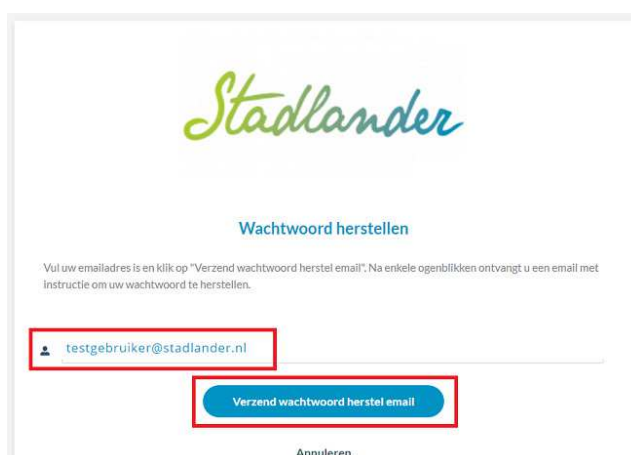 Stadlander
Wachtwoord herstellen
Vul uw emailadres is en klik op "Verzend wachtwoord herstel email". Na enkele ogenblikken ontvangt u een email met
instructie om uw wachtwoord te herstellen.
testgebruiker@stadlander.nl
Verzend wachtwoord herstel email
Annuleren